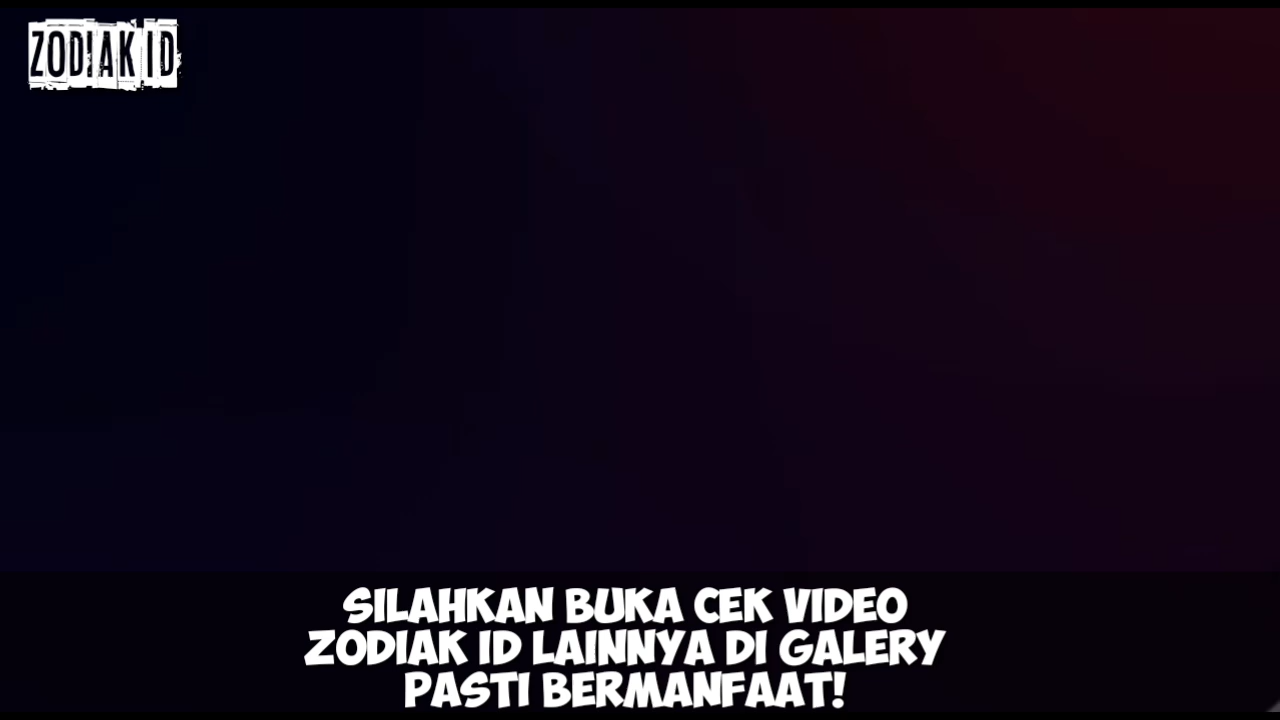 ZODIAK ID
SILAHKAN BUKA CEK VIDEO
ZODIAK ID LAINNYA DI GALERY
PASTI BERMANFAAT!